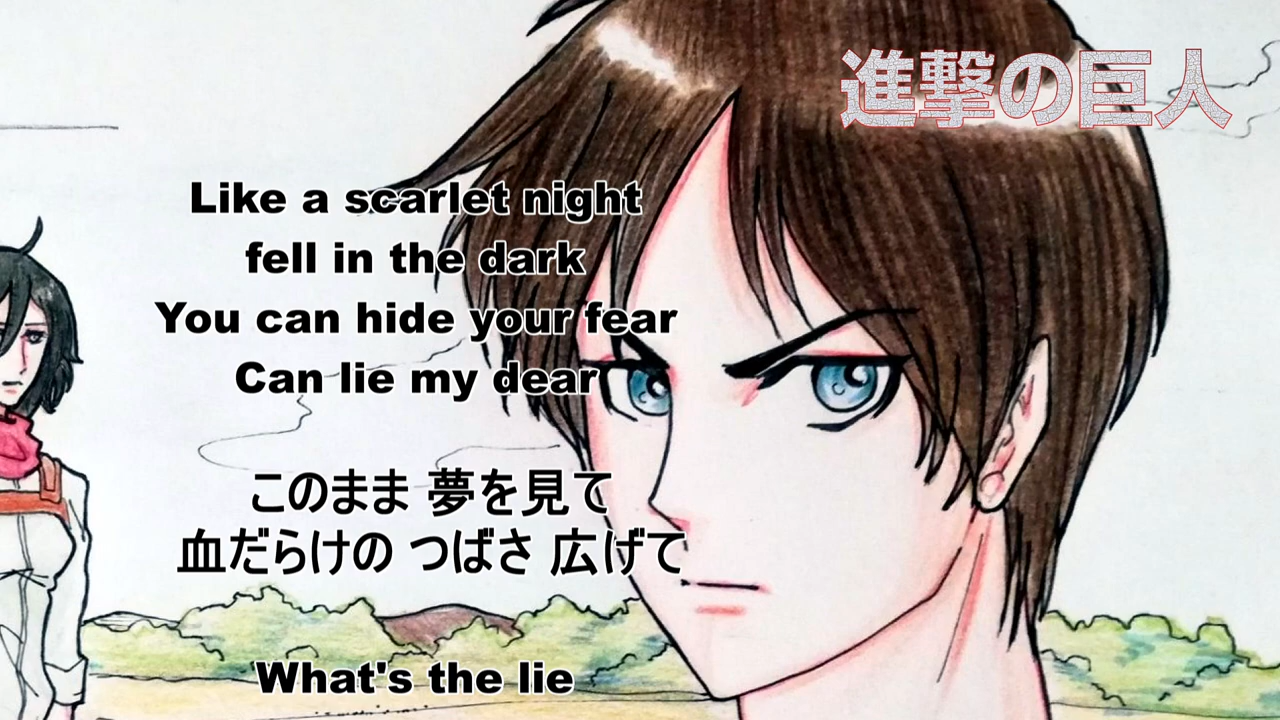 進撃の巨人
Like a scarlet night
fell in the dark
You can hide your fear
Can lie my dear
このまま 夢を見て
血だらけの つばさ 広げて
What's the lie